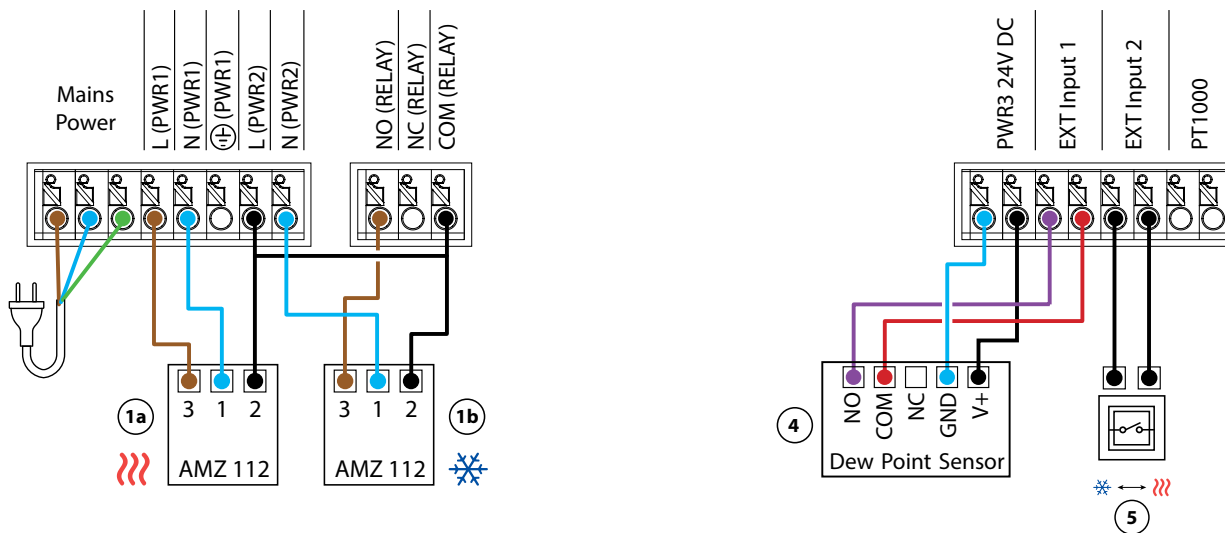 Mains
Power
L (PWR1)
N (PWR1)
(PWR1)
L (PWR2)
N (PWR2)
NO (RELAY)
NC (RELAY)
COM (RELAY)
PWR3 24V DC
EXT Input 1
EXT Input 2
PT1000
1a
3 1 2
AMZ 112
3 1 2
AMZ 112
1b
4
NO
COM
NC
GND
V+
Dew Point Sensor
5